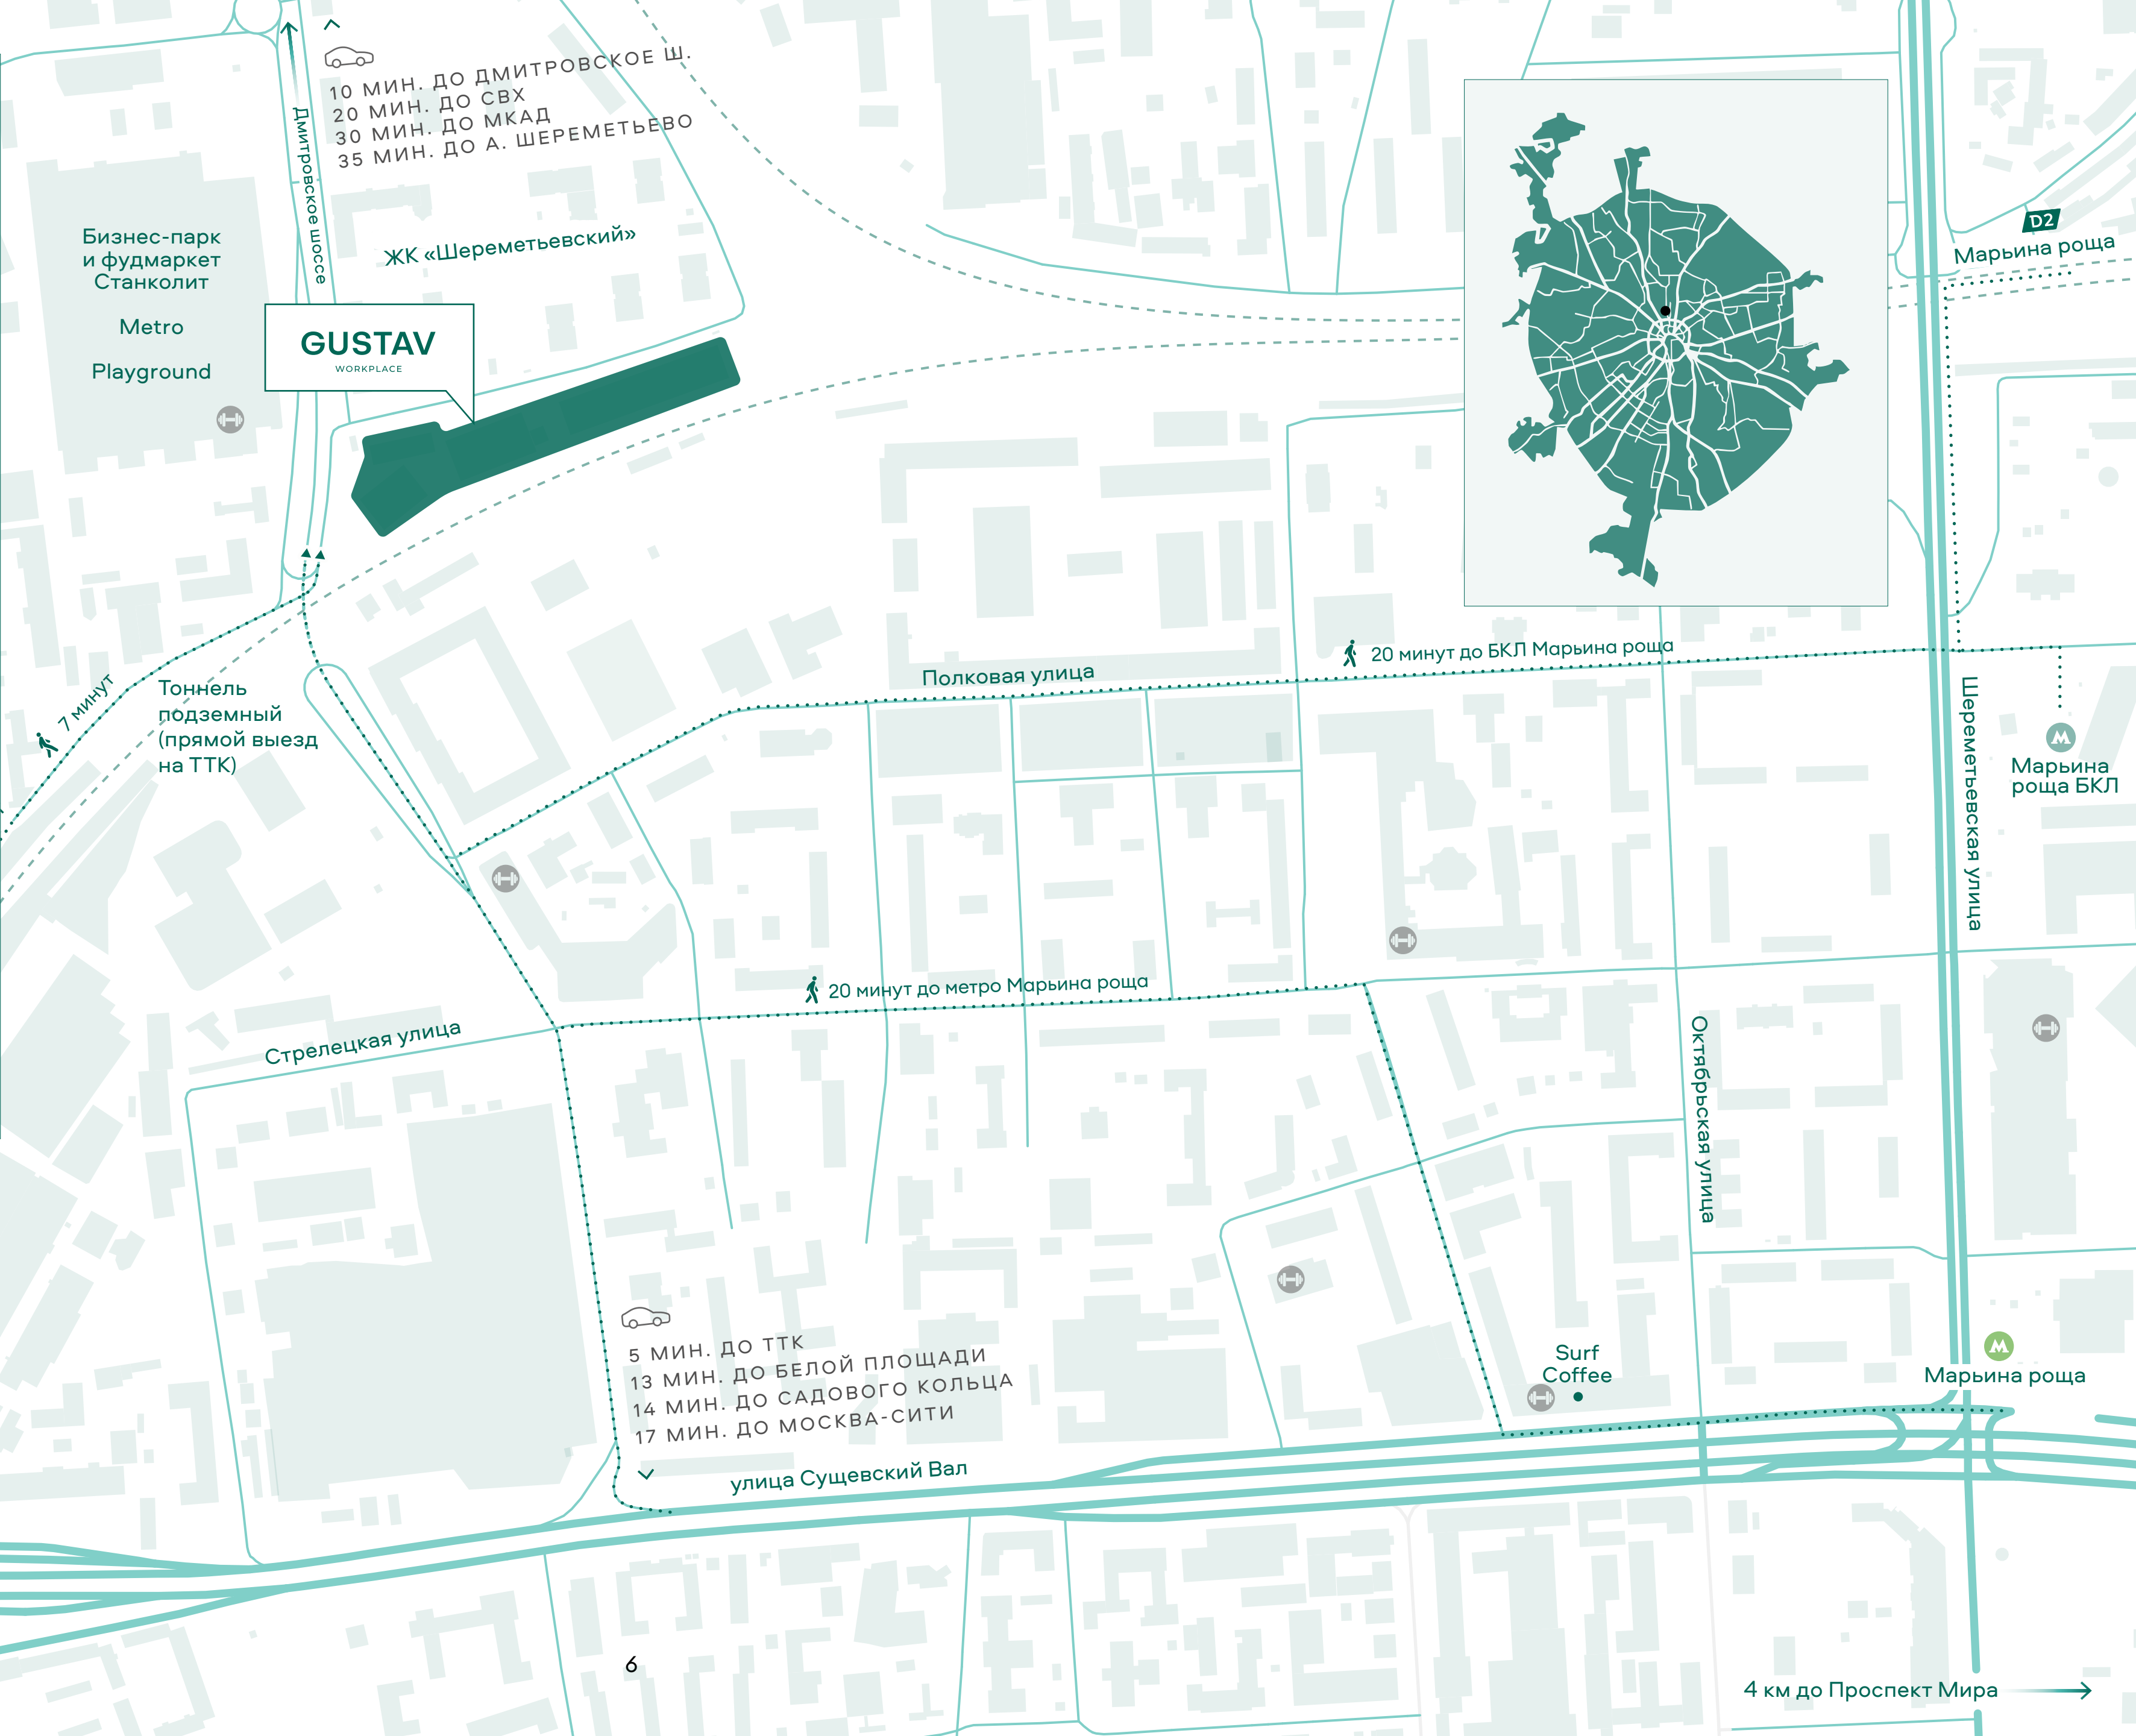 10 МИН. ДО ДМИТРОВСКОЕ Ш.
20 МИН. ДО СВХ
30 МИН. ДО МКАД
35 МИН. ДО А. ШЕРЕМЕТЬЕВО
Дмитровское шоссе
Бизнес-парк
и фудмаркет
Станколит
Metro
Playground
ЖК «Шереметьевский»
GUSTAV
WORKPLACE
D2
Марьина роща
7 минут
Тоннель
подземный
(прямой выезд
на ТТК)
Полковая улица
20 минут до БКЛ Марьина роща
Шереметьевская улица
М
Марьина
роща БКЛ
20 минут до метро Марьина роща
Стрелецкая улица
Октябрьская улица
5 МИН. ДО ТТК
13 МИН. ДО БЕЛОЙ ПЛОЩАДИ
14 МИН. ДО САДОВОГО КОЛЬЦА
17 МИН. ДО МОСКВА-СИТИ
Surf
Coffee
М
Марьина роща
улица Сущевский Вал
6
4 км до Проспект Мира